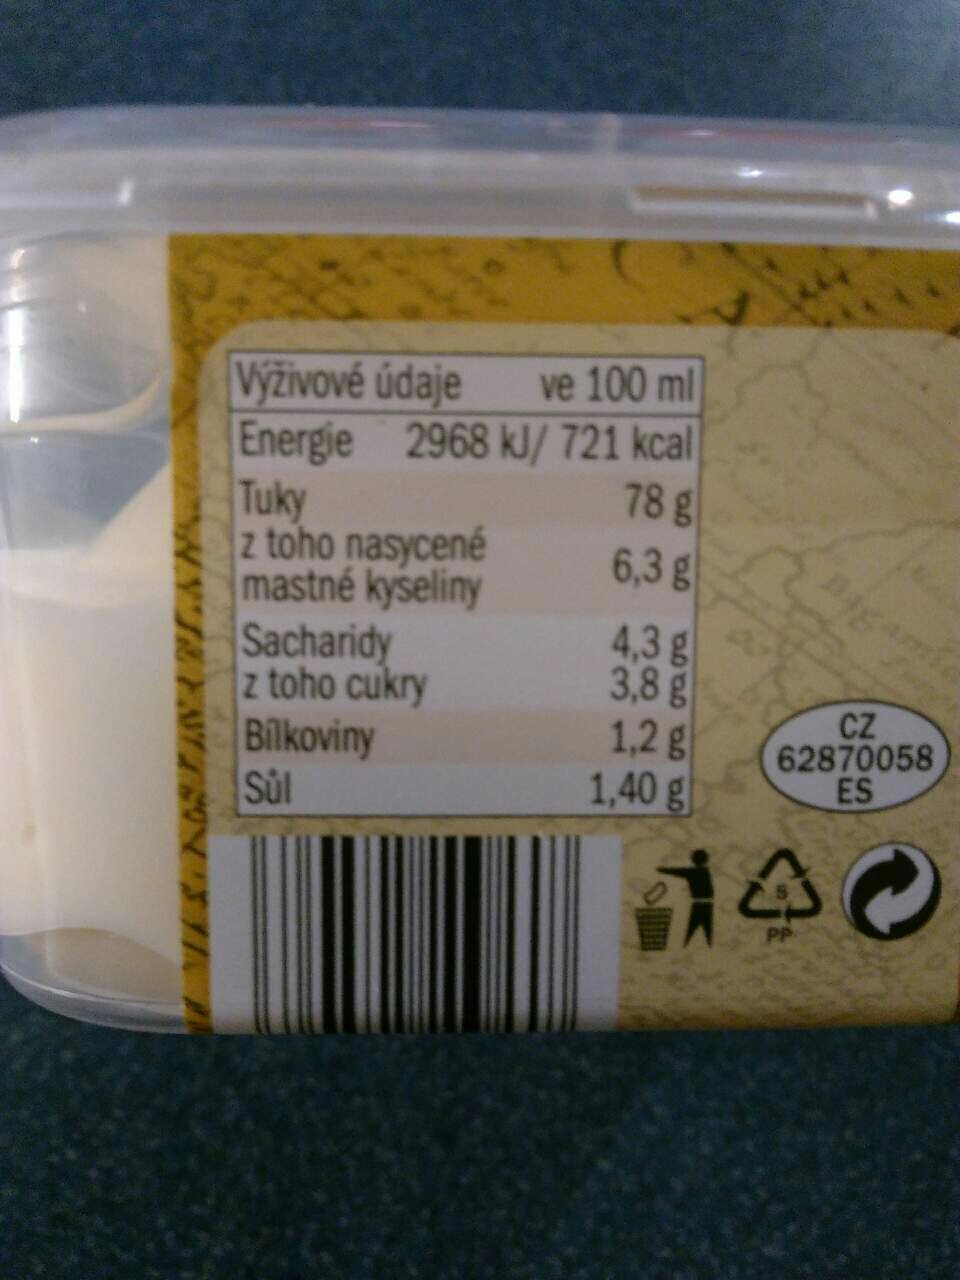 Výživové údaje ve 100 ml
Energie 2968 kJ/ 721 kcal
Tuky 78 g
z toho nasycené
mastné kyseliny 6,3 g
Sacharidy 4,3 g
z toho cukry 3,8 g
Bílkoviny 1,2 g
Sůl 1,40 g
CZ
62870058
ES
5
PP